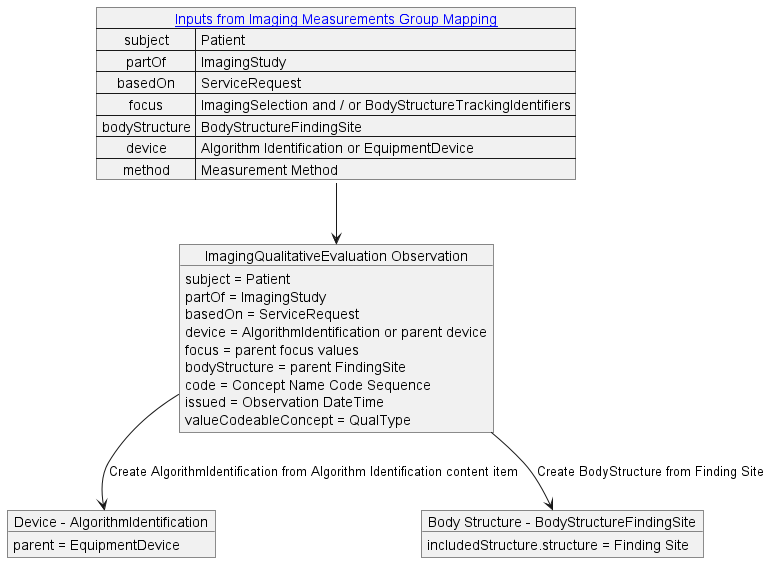 Inputs from Imaging Measurements Group Mapping
subject Patient
partOf ImagingStudy
basedOn ServiceRequest
focus ImagingSelection and / or BodyStructureTrackingIdentifiers
bodyStructure BodyStructureFindingSite
device Algorithm Identification or EquipmentDevice
method Measurement Method
ImagingQualitativeEvaluation Observation
subject = Patient
partOf = ImagingStudy
basedOn = ServiceRequest
device = AlgorithmIdentification or parent device
focus = parent focus values
bodyStructure = parent FindingSite
code = Concept Name Code Sequence
issued = Observation DateTime
valueCodeableConcept = QualType
Create AlgorithmIdentification from Algorithm Identification content item
Create BodyStructure from Finding Site
Device - AlgorithmIdentification
parent = EquipmentDevice
Body Structure - BodyStructureFindingSite
includedStructure.structure = Finding Site